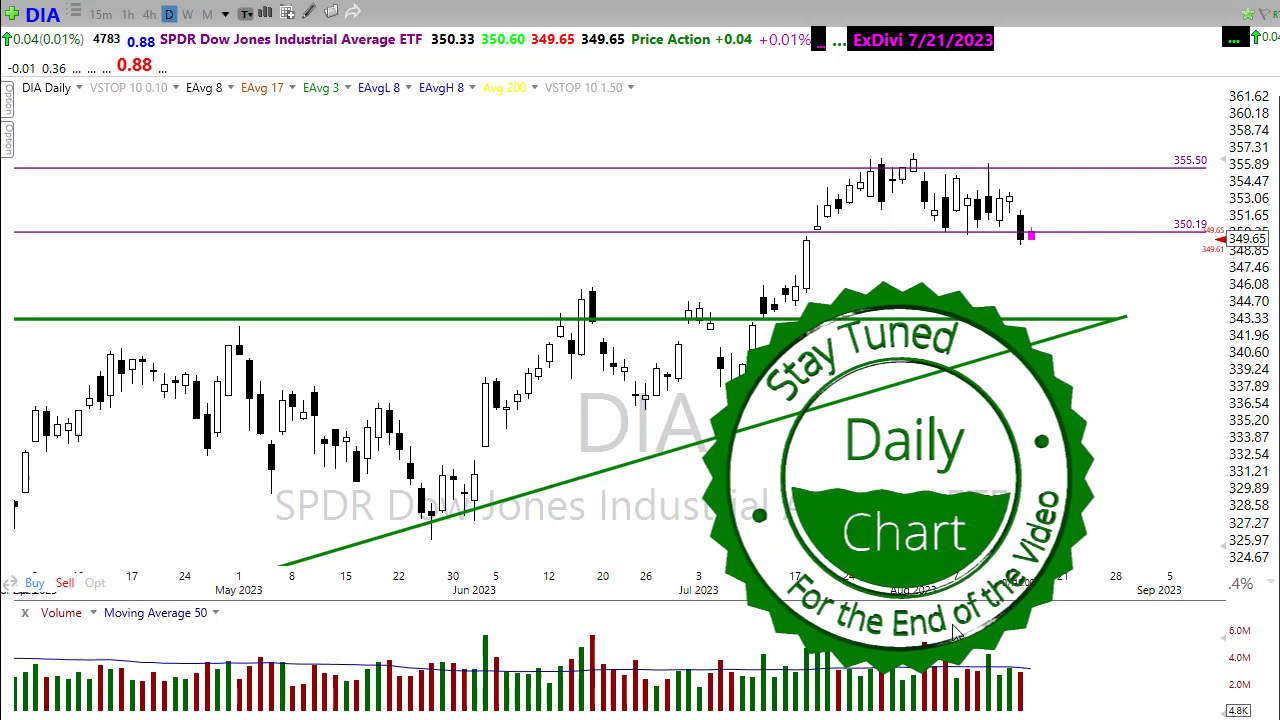 DIA 15m 1h 4h D W M T
0.04(0.01%) 4783 0.88 SPDR Dow Jones Industrial Average ETF 350.33 350.60 349.65 349.65 Price Action +0.04 +0.01% ... ... ExDivi 7/21/2023 ... 0.04
-0.01 0.36 ... ... ... 0.88 ...
DIA Daily VSTOP 10 0.10 EAvg 8 EAvg 17 EAvg 3 EAvgL 8 EAvgH 8 Avg 200 VSTOP 10 1.50
Option
Option
361.62
360.18
358.74
357.31
355.50
355.89
354.47
353.06
351.65
350.19
349.65
349.65
349.61
348.85
347.46
346.08
344.70
343.33
341.96
340.60
339.24
337.89
336.54
335.20
333.87
332.54
331.21
329.89
328.58
327.27
325.97
324.67
DIA
SPDR Dow Jones Industrial
Stay Tuned
Daily
Chart
For the End of the Video
Buy Sell Opt
17 24 1 8 15 22 30 5 12 20 26 3 17 28 5
May 2023 Jun 2023 Jul 2023 Aug 2023 Sep 2023
.4%
X Volume Moving Average 50
6.0M
4.0M
2.0M
4.8K